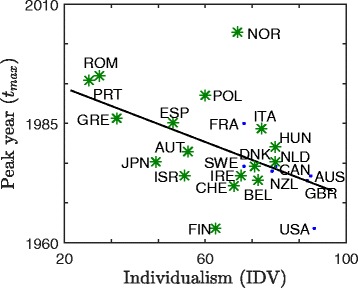 2010
NOR
ROM
PRT
POL
GRE
ESP
FRA
ITA
1985
HUN
AUT
DNK
NLD
JPN
SWE
CAN
ISR
IRE
AUS
CHE
NZL
BEL
GBR
FIN
USA
1960
20
60
100
Peak year (tmax)
Individualism (IDV)